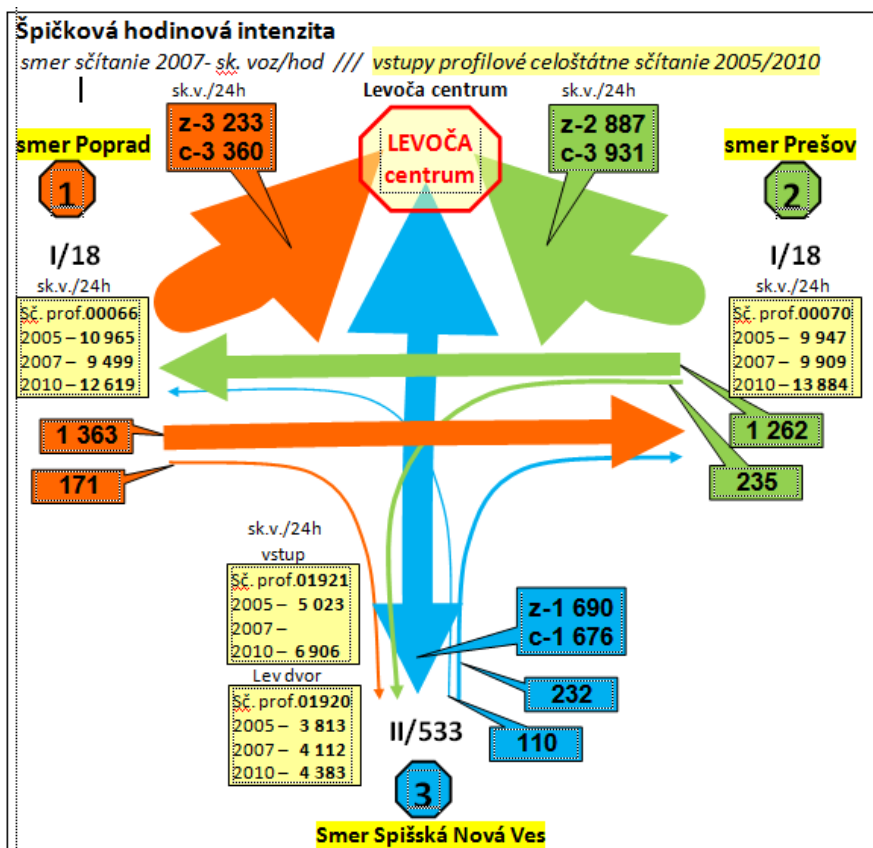 Špičková hodinová intenzita
smer sčítanie 2007- sk. voz/hod /// vstupy profilové celoštátne sčítanie 2005/2010
sk.v./24h
Levoča centrum
sk.v./24h
z-3 233
c-3 360
z-2 887
c-3 931
smer Poprad
LEVOČA
centrum
smer Prešov
1
2
I/18
I/18
sk.v./24h
sk.v./24h
Sč. prof.00066
2005 – 10 965
2007 – 9 499
2010 – 12 619
Sč. prof.00070
2005 – 9 947
2007 – 9 909
2010 – 13 884
1 363
1 262
171
235
sk.v./24h
vstup
Sč. prof.01921
2005 – 5 023
2007 –
2010 – 6 906
z-1 690
c-1 676
Lev dvor
Sč. prof.01920
2005 – 3 813
2007 – 4 112
2010 – 4 383
232
II/533
110
3
Smer Spišská Nová Ves